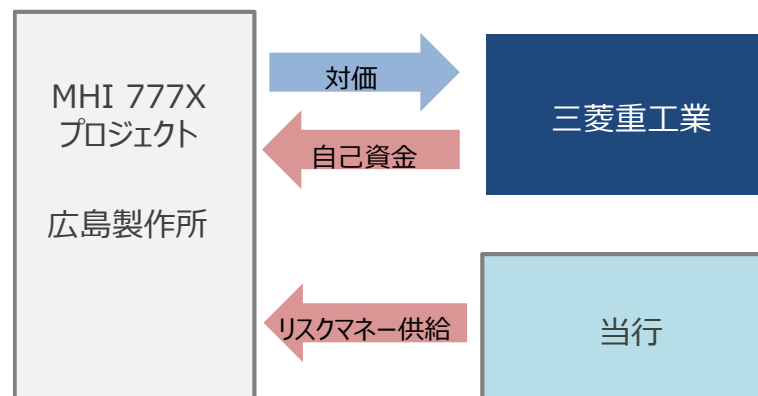 MHI 777X
プロジェクト
広島製作所
対価
三菱重工業
自己資金
リスクマネー供給
当行